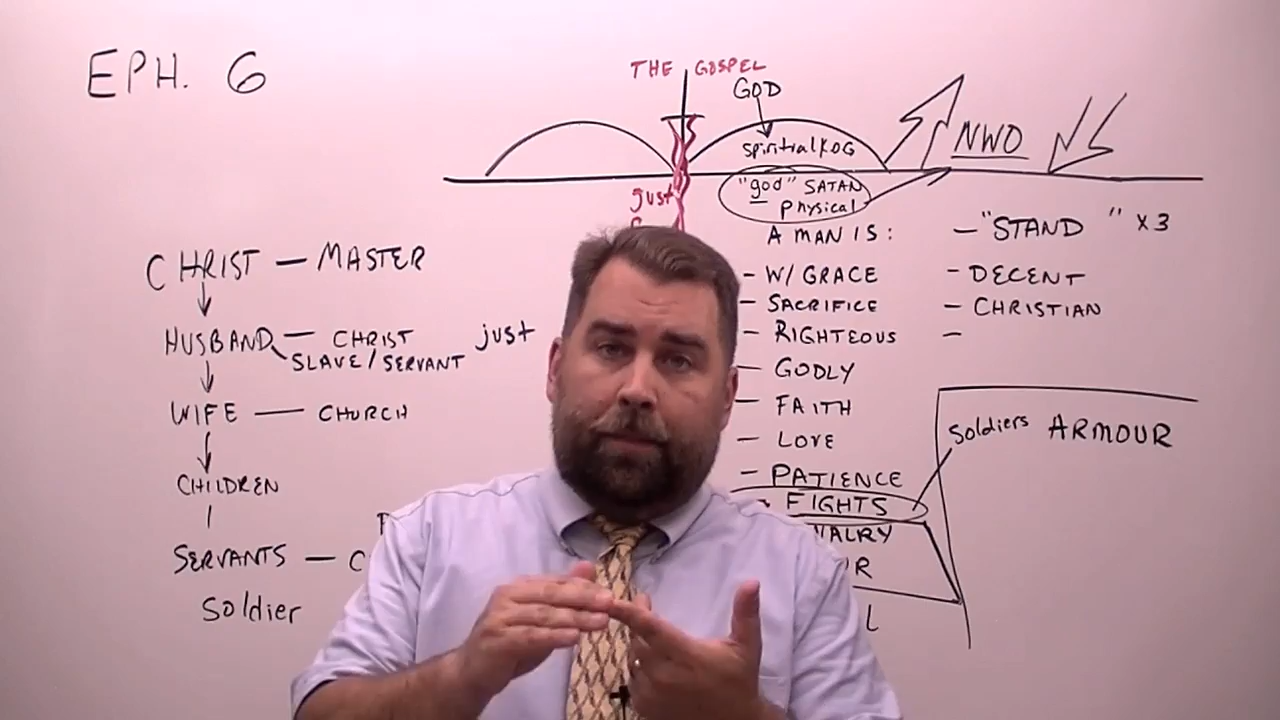 EPH. 6
THE GOSPEL
GOD
spiritral KOG
NWO
"god" SATAN
physical
just
CHRIST — MASTER
HUSBAND — CHRIST
SLAVE/SERVANT
just
WIFE — CHURCH
CHILDREN
SERVANTS — C
Soldier
A MAN IS:
- W/ GRACE
- SACRIFICE
- RIGHTEOUS
- GODLY
- FAITH
- LOVE
- PATIENCE
- FIGHTS
VALRY
R
L
- "STAND" x3
- DECENT
- CHRISTIAN
-
Soldiers ARMOUR